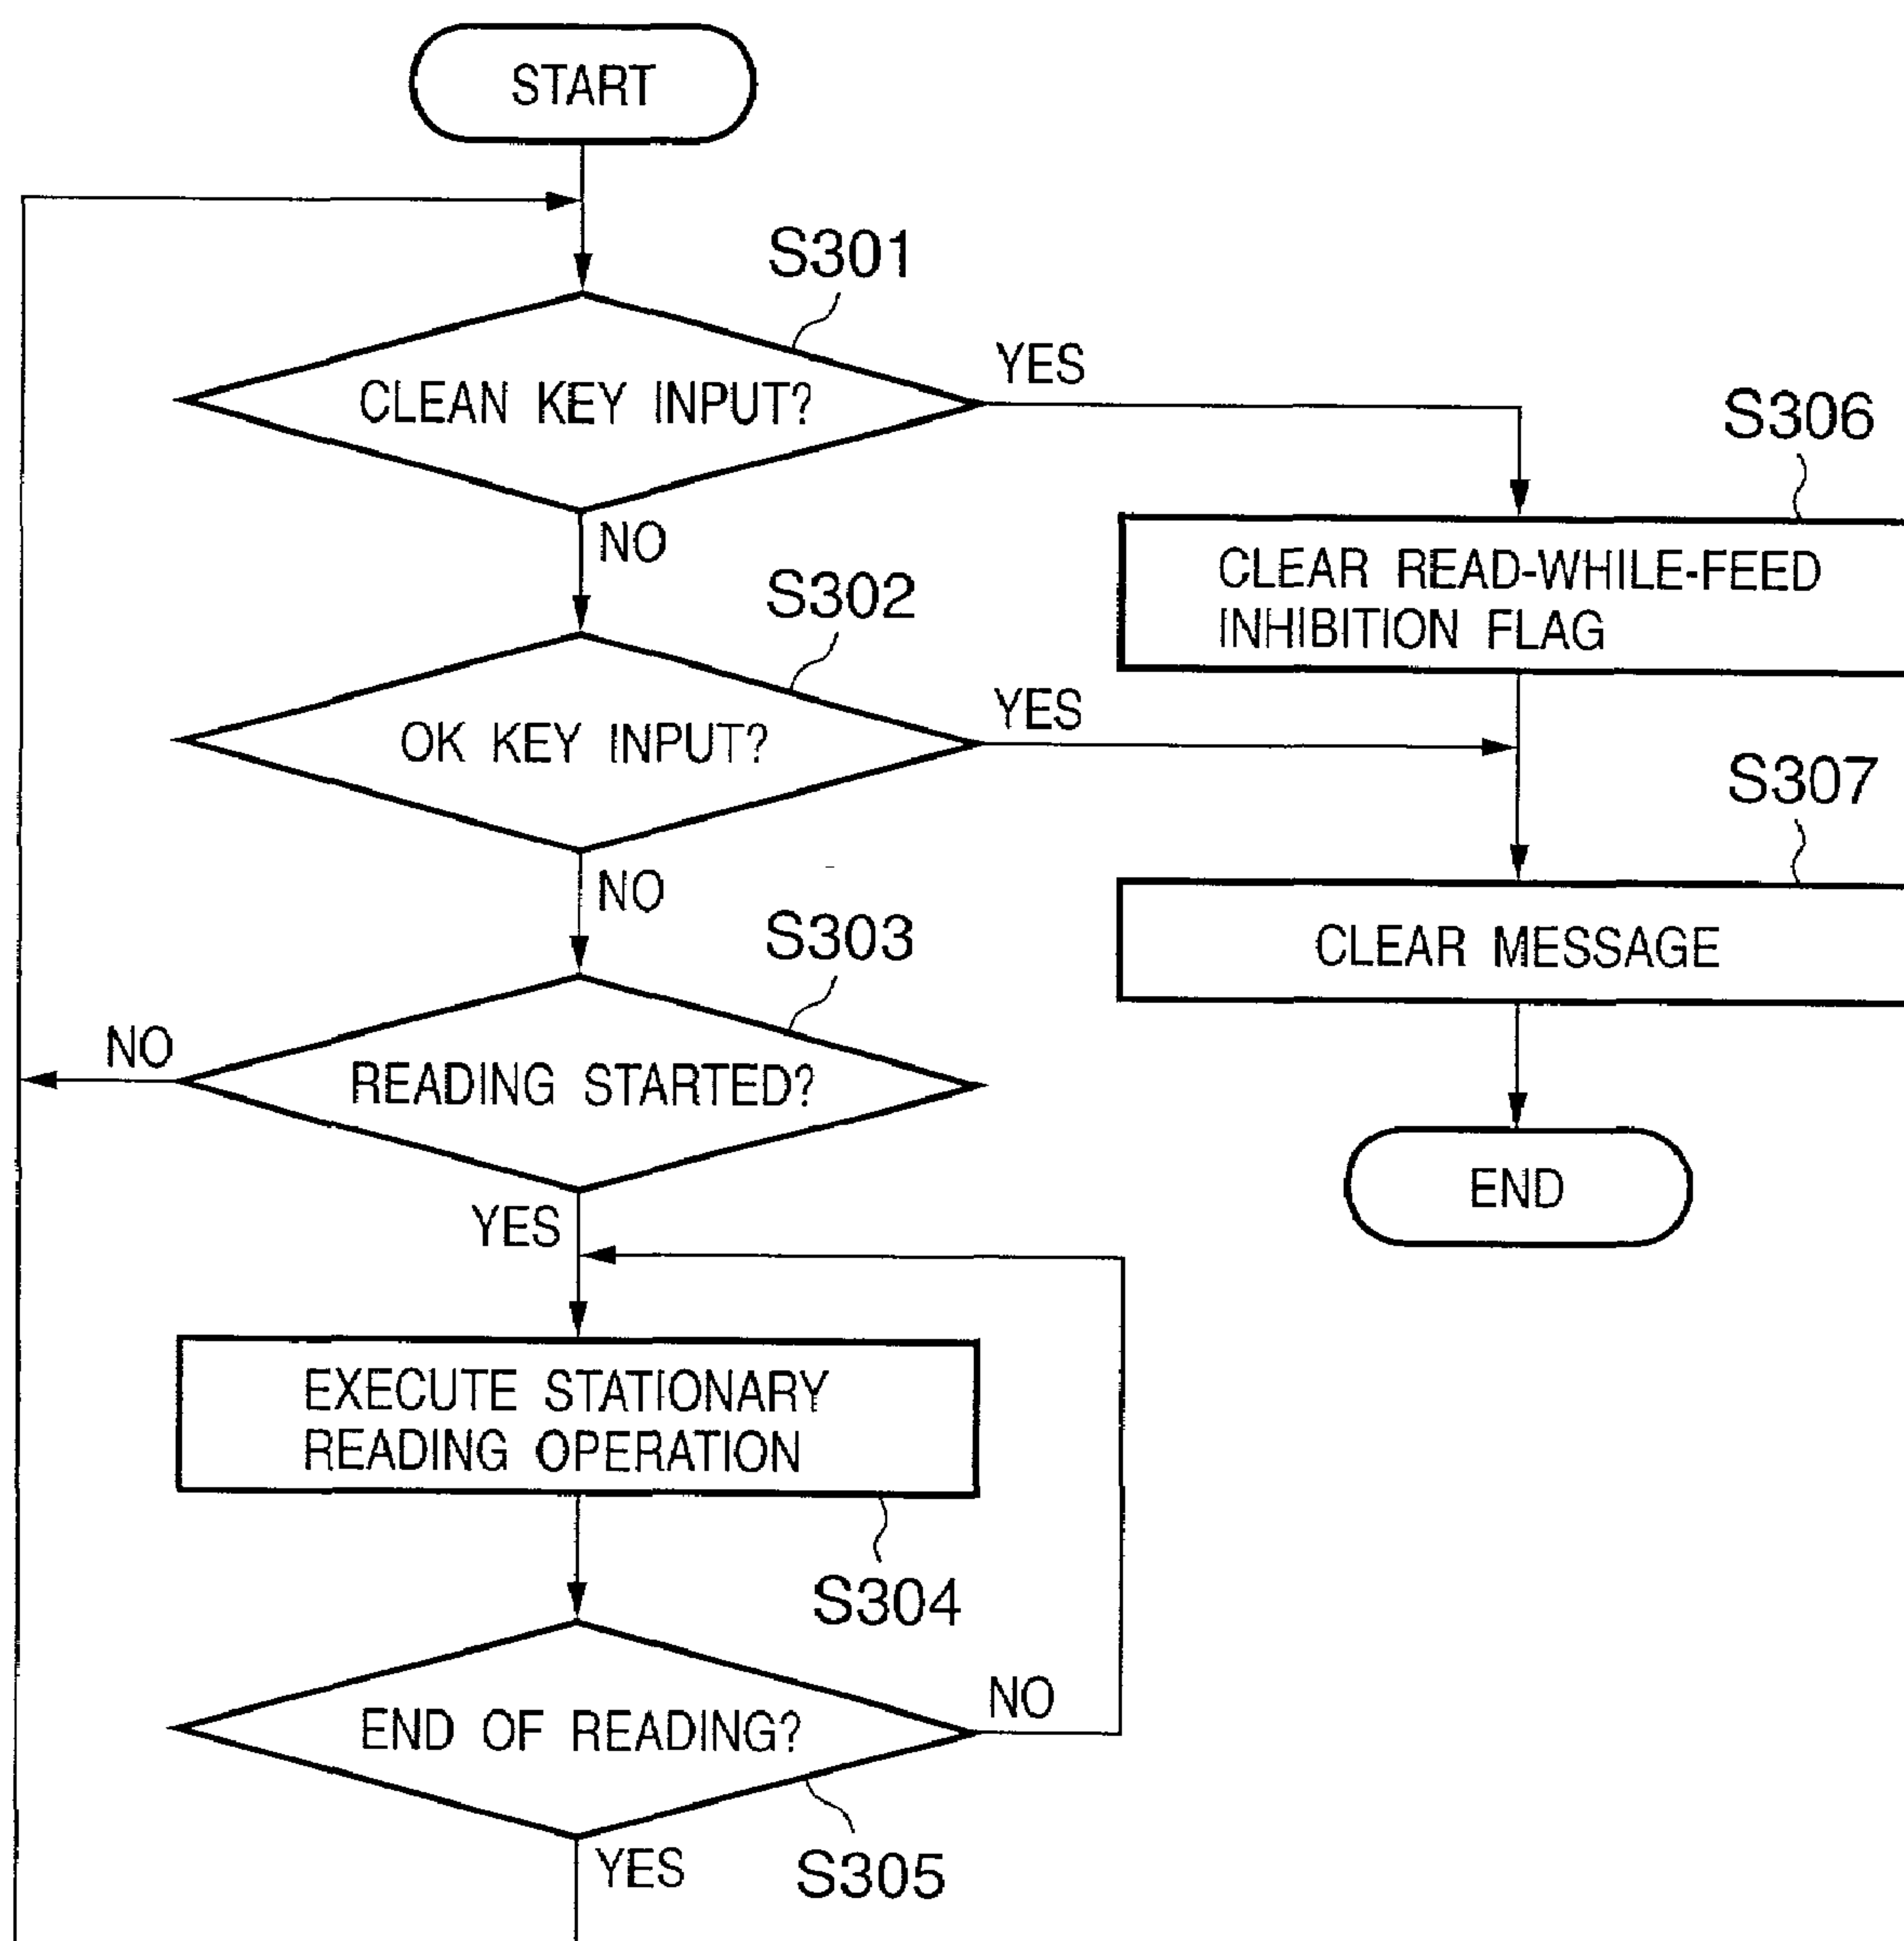 START
S301
CLEAN KEY INPUT?
YES
S306
NO
CLEAR READ-WHILE-FEED
INHIBITION FLAG
S302
OK KEY INPUT?
YES
S307
NO
CLEAR MESSAGE
S303
NO
READING STARTED?
END
YES
EXECUTE STATIONARY
READING OPERATION
S304
NO
END OF READING?
YES
S305